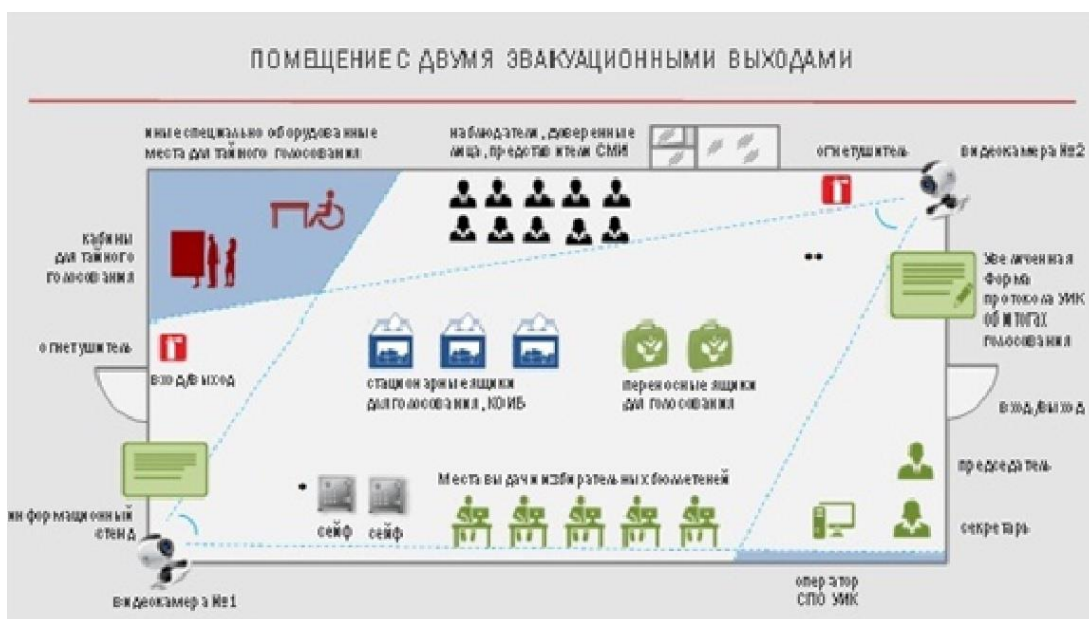 ПОМЕЩЕНИЕ С ДВУМЯ ЭВАКУАЦИОННЫМИ ВЫХОДАМИ
иные специально оборудованные
места для тайного голосования
наблюдатели, доверенные
лица, представители СМИ
огнетушитель
видеокамера №2
кабины
для тайного
голосования
Увеличенная
форма
протокола УИК
об итогах
голосования
огнетушитель
вход/выход
стационарные ящики
для голосования, КОИБ
переносные ящики
для голосования
вход/выход
председатель
Места выдачи избирательных бюллетеней
информационный
стенд
сейф
сейф
секретарь
видеокамера №1
оператор
СПО УИК